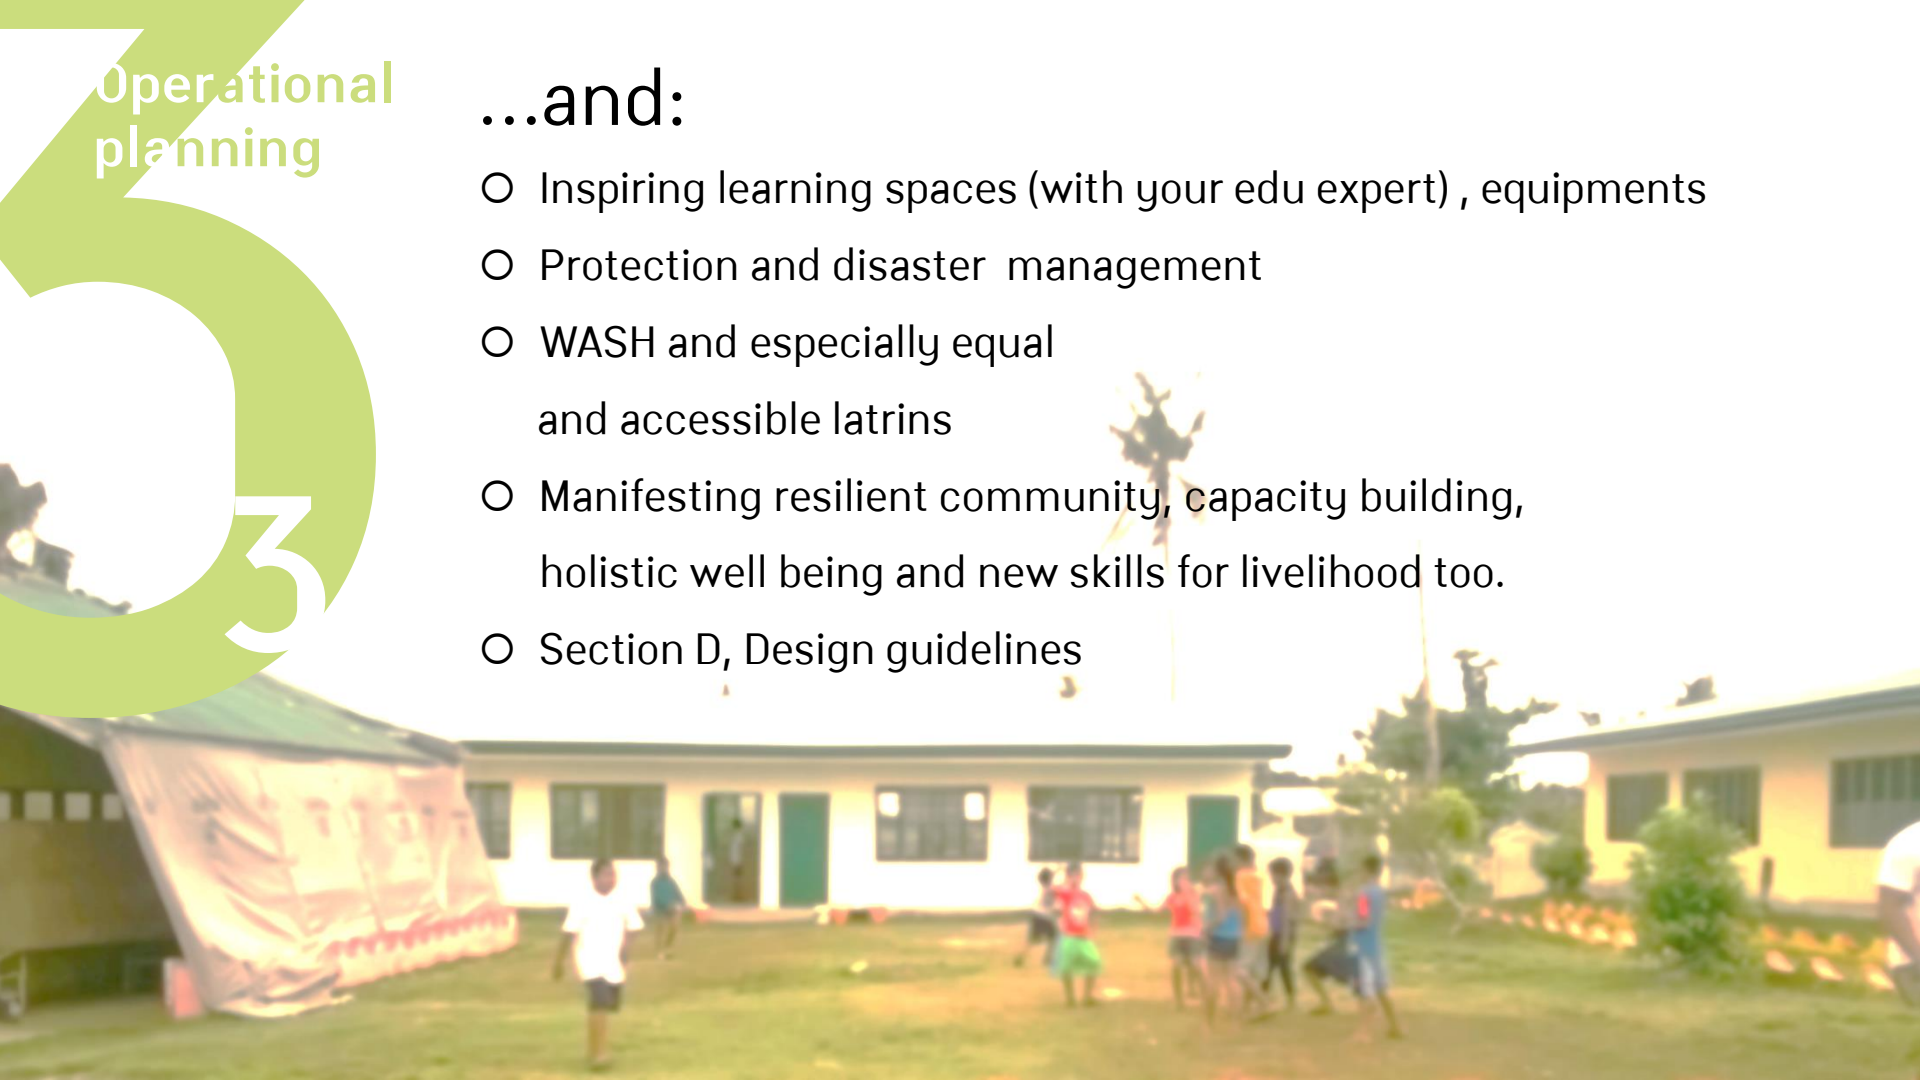 3
Operational
planning
3
...and:
Inspiring learning spaces (with your edu expert) , equipments
Protection and disaster  management
WASH and especially equal
and accessible latrins
Manifesting resilient community, capacity building,
holistic well being and new skills for livelihood too.
Section D, Design guidelines